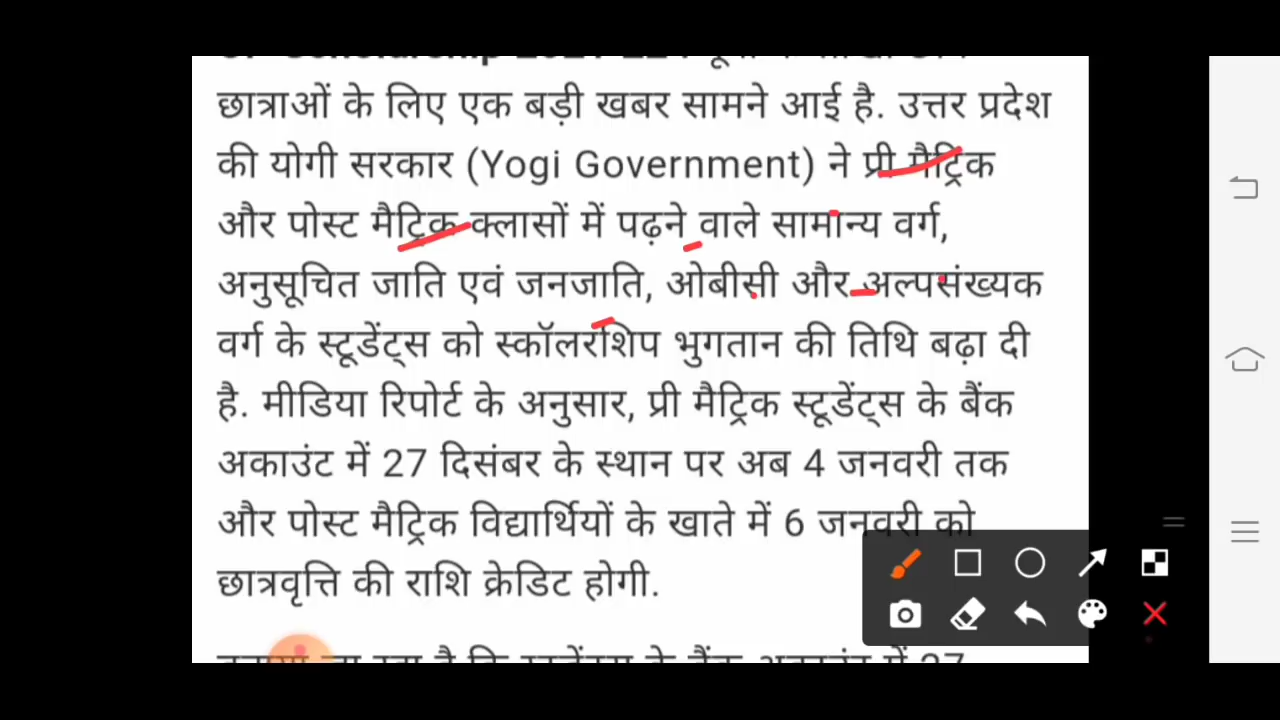 छात्राओं के लिए एक बड़ी खबर सामने आई है. उत्तर प्रदेश
की योगी सरकार (Yogi Government) ने प्री मैट्रिक
और पोस्ट मैट्रिक क्लासों में पढ़ने वाले सामान्य वर्ग,
अनुसूचित जाति एवं जनजाति, ओबीसी और अल्पसंख्यक
वर्ग के स्टूडेंट्स को स्कॉलरशिप भुगतान की तिथि बढ़ा दी
है. मीडिया रिपोर्ट के अनुसार, प्री मैट्रिक स्टूडेंट्स के बैंक
अकाउंट में 27 दिसंबर के स्थान पर अब 4 जनवरी तक
और पोस्ट मैट्रिक विद्यार्थियों के खाते में 6 जनवरी को
छात्रवृत्ति की राशि क्रेडिट होगी.